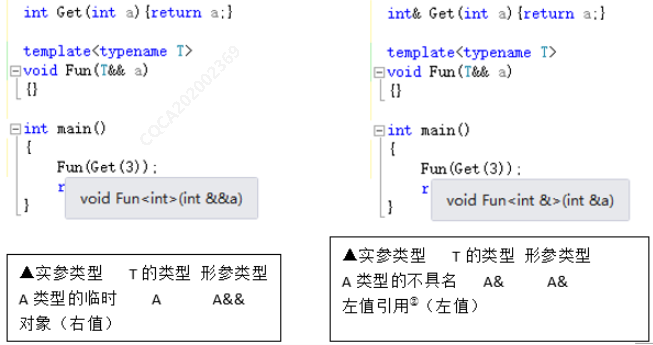 int Get(int a){return a;}
template<typename T>
void Fun(T&& a)
{}
int main()
{
Fun(Get(3));
r
void Fun<int>(int &&a)
}
▲实参类型 T 的类型 形参类型
A 类型的临时 A A&&
对象（右值）
CQCA202002369
int& Get(int a){return a;}
template<typename T>
void Fun(T&& a)
{}
int main()
{
Fun(Get(3));
r
void Fun<int &>(int &a)
}
▲实参类型 T 的类型 形参类型
A 类型的不具名 A& A&
左值引用①（左值）